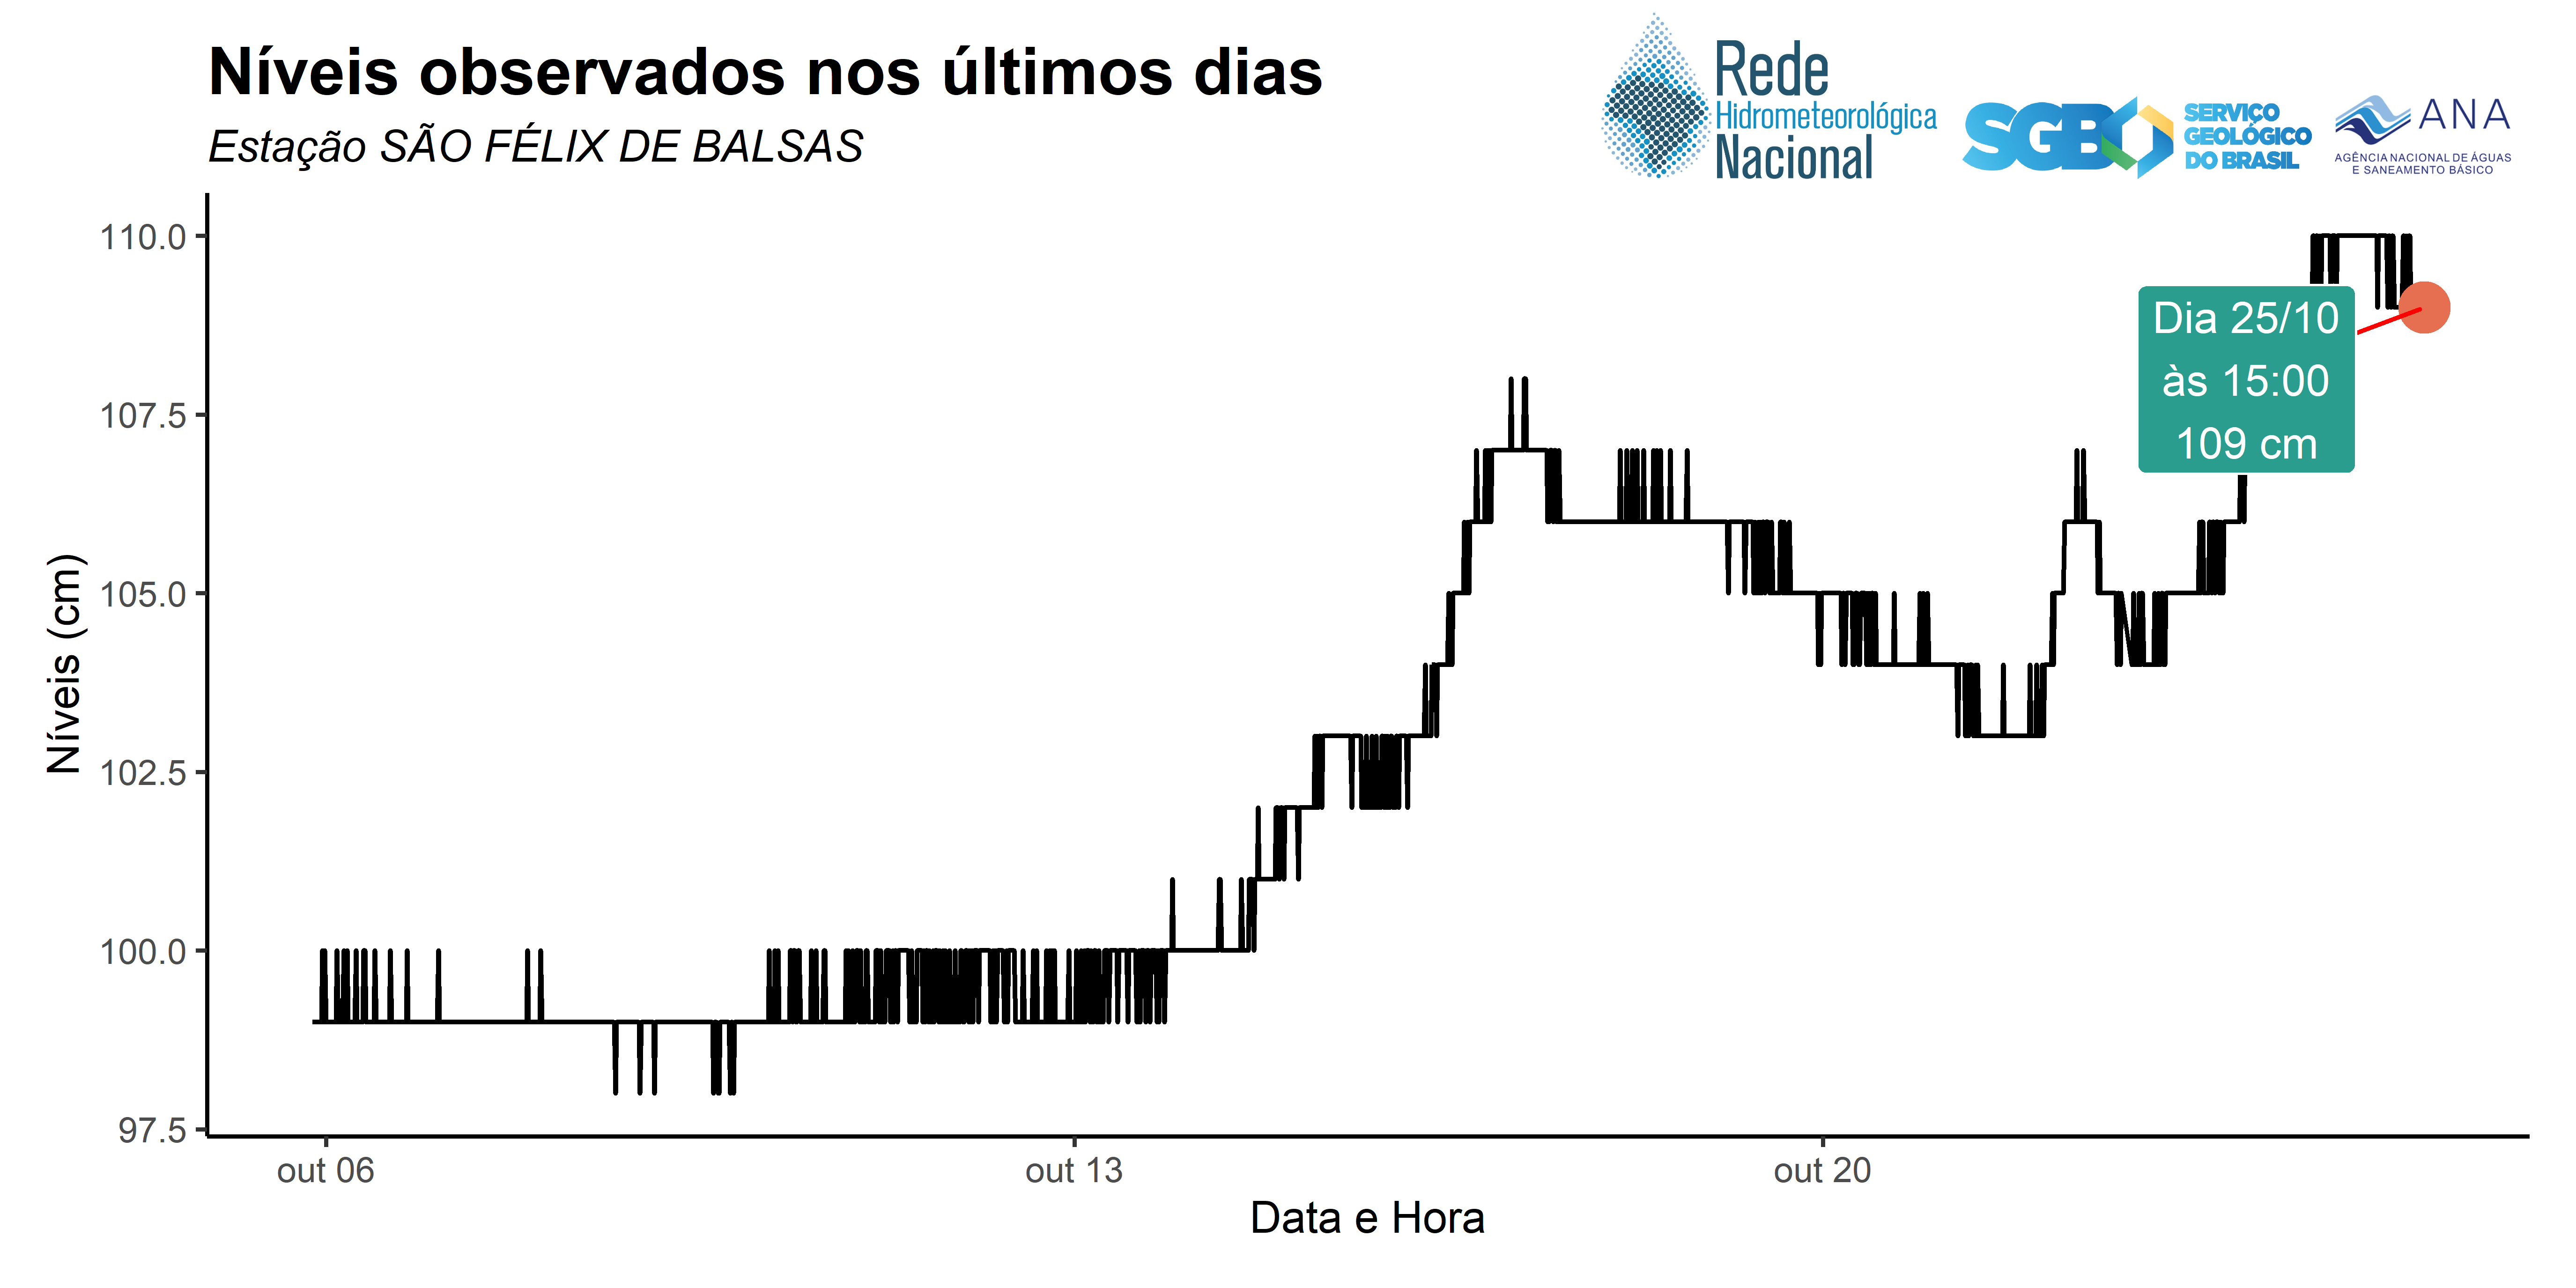 Níveis observados nos últimos dias
Estação SÃO FÉLIX DE BALSAS
Rede
Hidrometeorológica
Nacional
SGB
SERVIÇO
GEOLÓGICO
DO BRASIL
ANA
AGÊNCIA NACIONAL DE ÁGUAS
E SANEAMENTO BÁSICO
Níveis (cm)
110.0
107.5
105.0
102.5
100.0
97.5
Dia 25/10
às 15:00
109 cm
out 06
out 13
out 20
Data e Hora